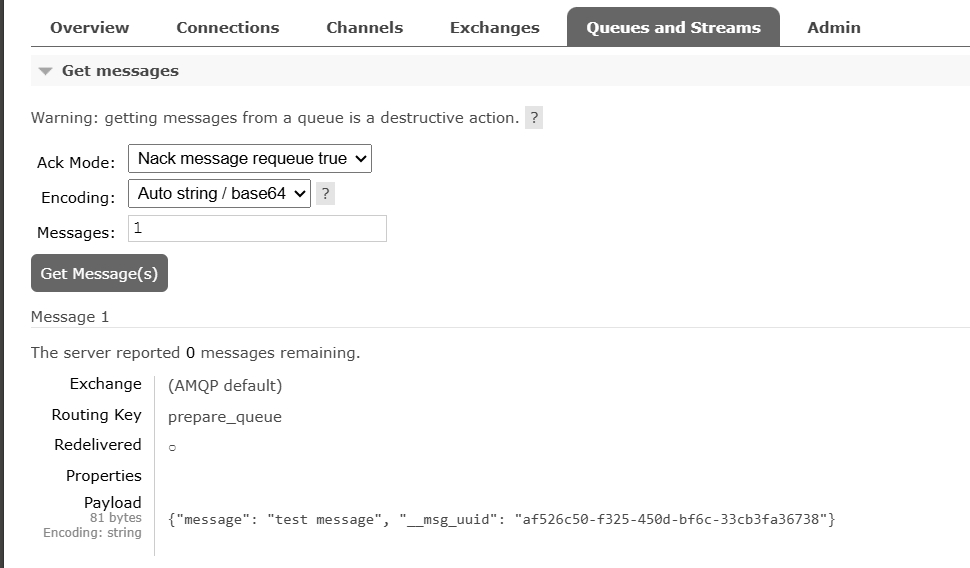 Overview Connections Channels Exchanges Queues and Streams Admin
Get messages
Warning: getting messages from a queue is a destructive action. ?
Ack Mode: Nack message requeue true
Encoding: Auto string / base64 ?
Messages: 1
Get Message(s)
Message 1
The server reported 0 messages remaining.
Exchange (AMQP default)
Routing Key prepare_queue
Redelivered ○
Properties
Payload
81 bytes
Encoding: string
{"message": "test message", "__msg_uuid": "af526c50-f325-450d-bf6c-33cb3fa36738"}